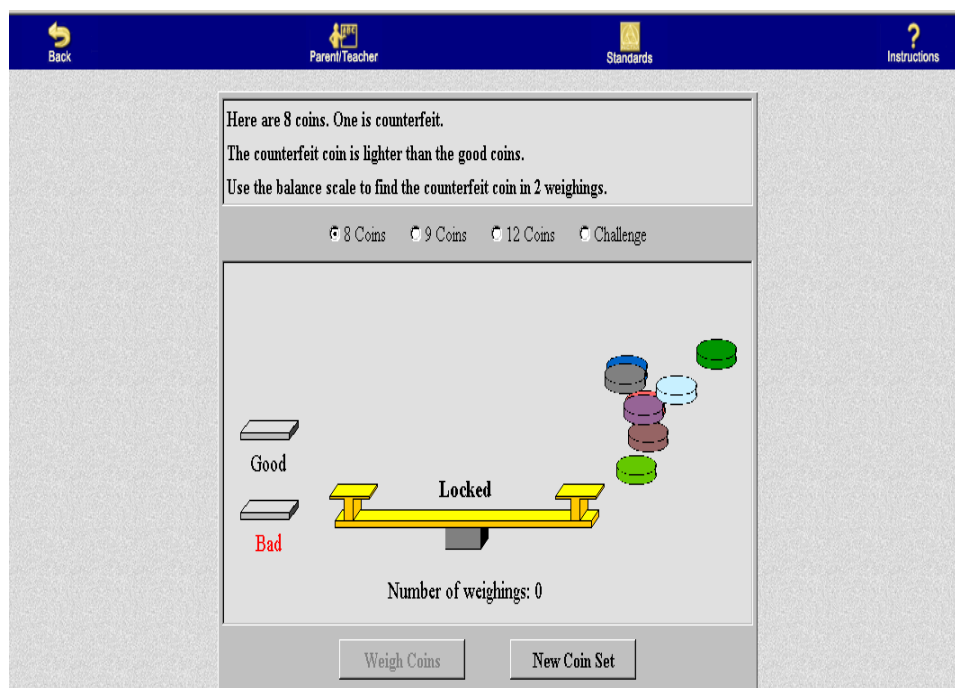 Back
Parent/Teacher
Standards
Instructions
Here are 8 coins. One is counterfeit.
The counterfeit coin is lighter than the good coins.
Use the balance scale to find the counterfeit coin in 2 weighings.
8 Coins 9 Coins 12 Coins Challenge
Good
Locked
Bad
Number of weighings: 0
Weigh Coins
New Coin Set